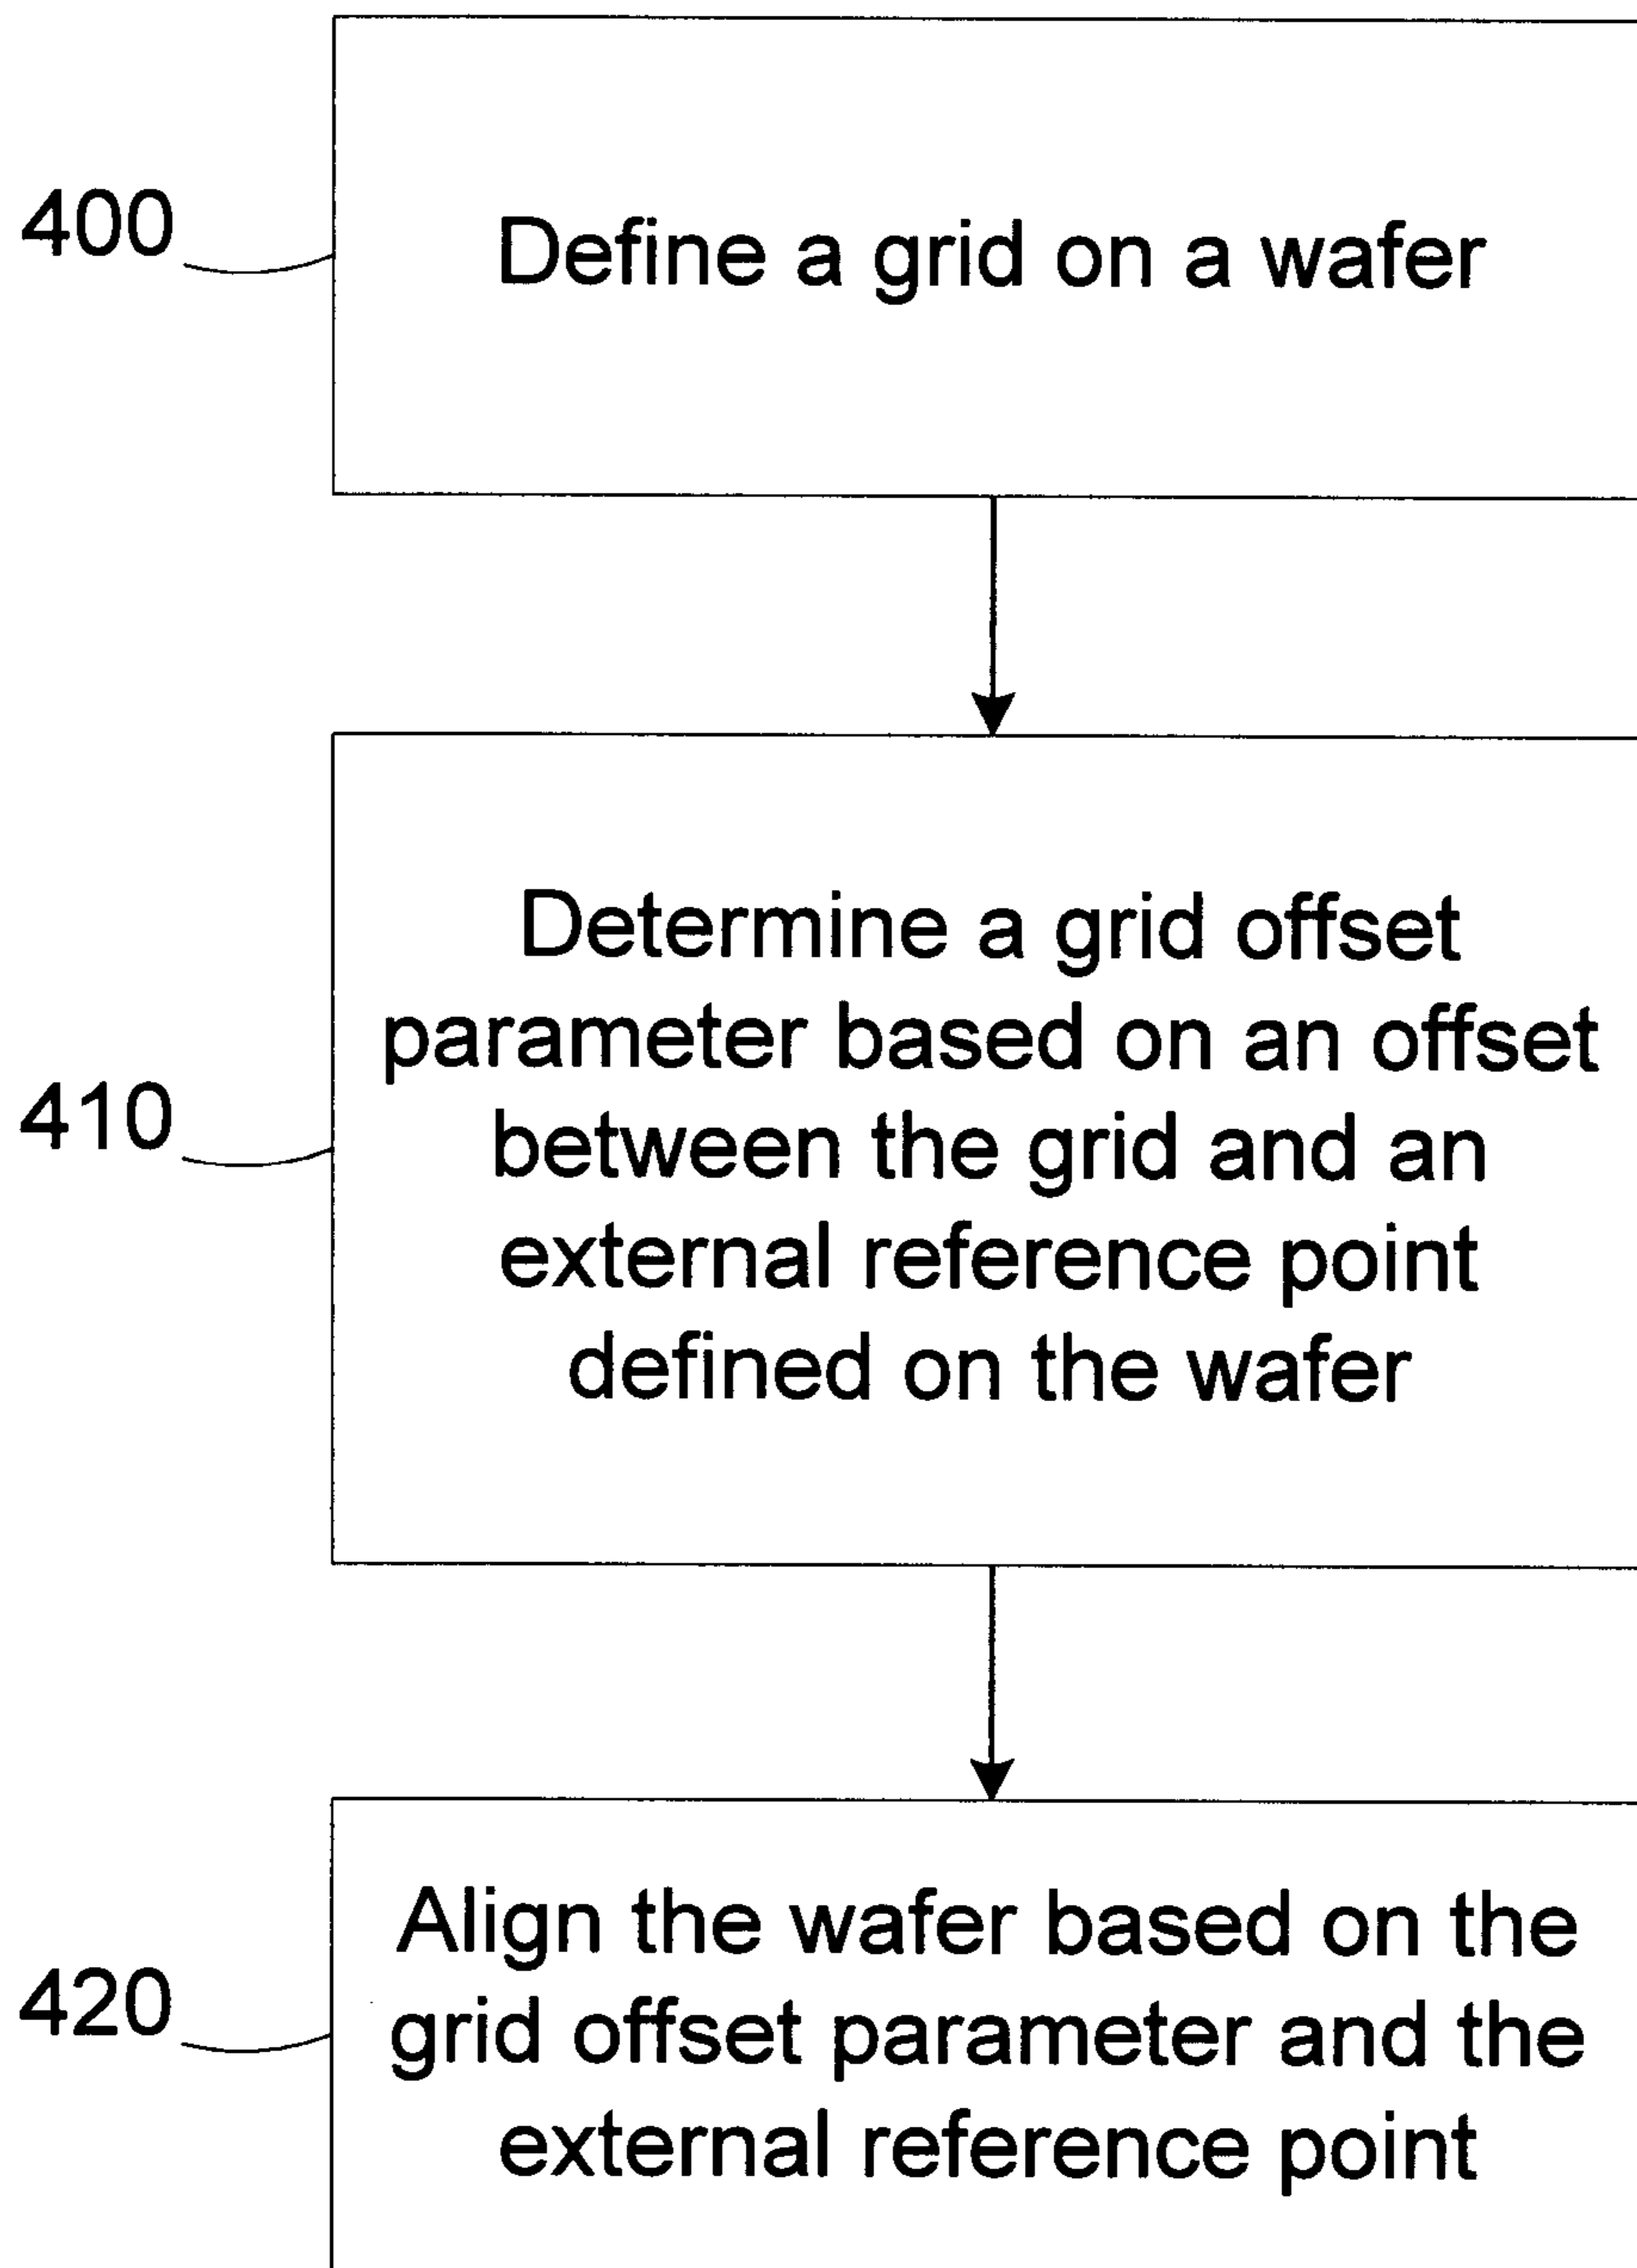 400
Define a grid on a wafer
410
Determine a grid offset
parameter based on an offset
between the grid and an
external reference point
defined on the wafer
420
Align the wafer based on the
grid offset parameter and the
external reference point